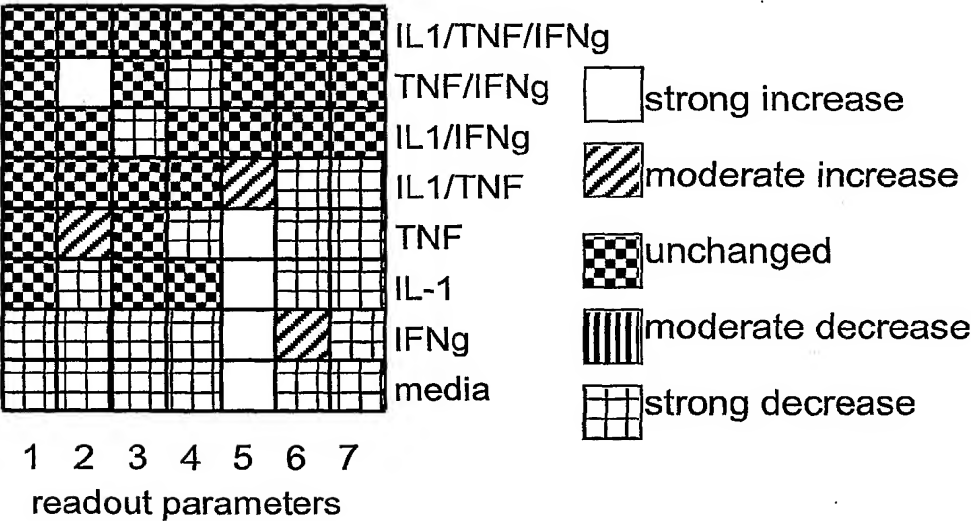 IL1/TNF/IFNg
TNF/IFNg
IL1/IFNg
IL1/TNF
TNF
IL-1
IFNg
media
1 2 3 4 5 6 7
readout parameters
strong increase
moderate increase
unchanged
moderate decrease
strong decrease